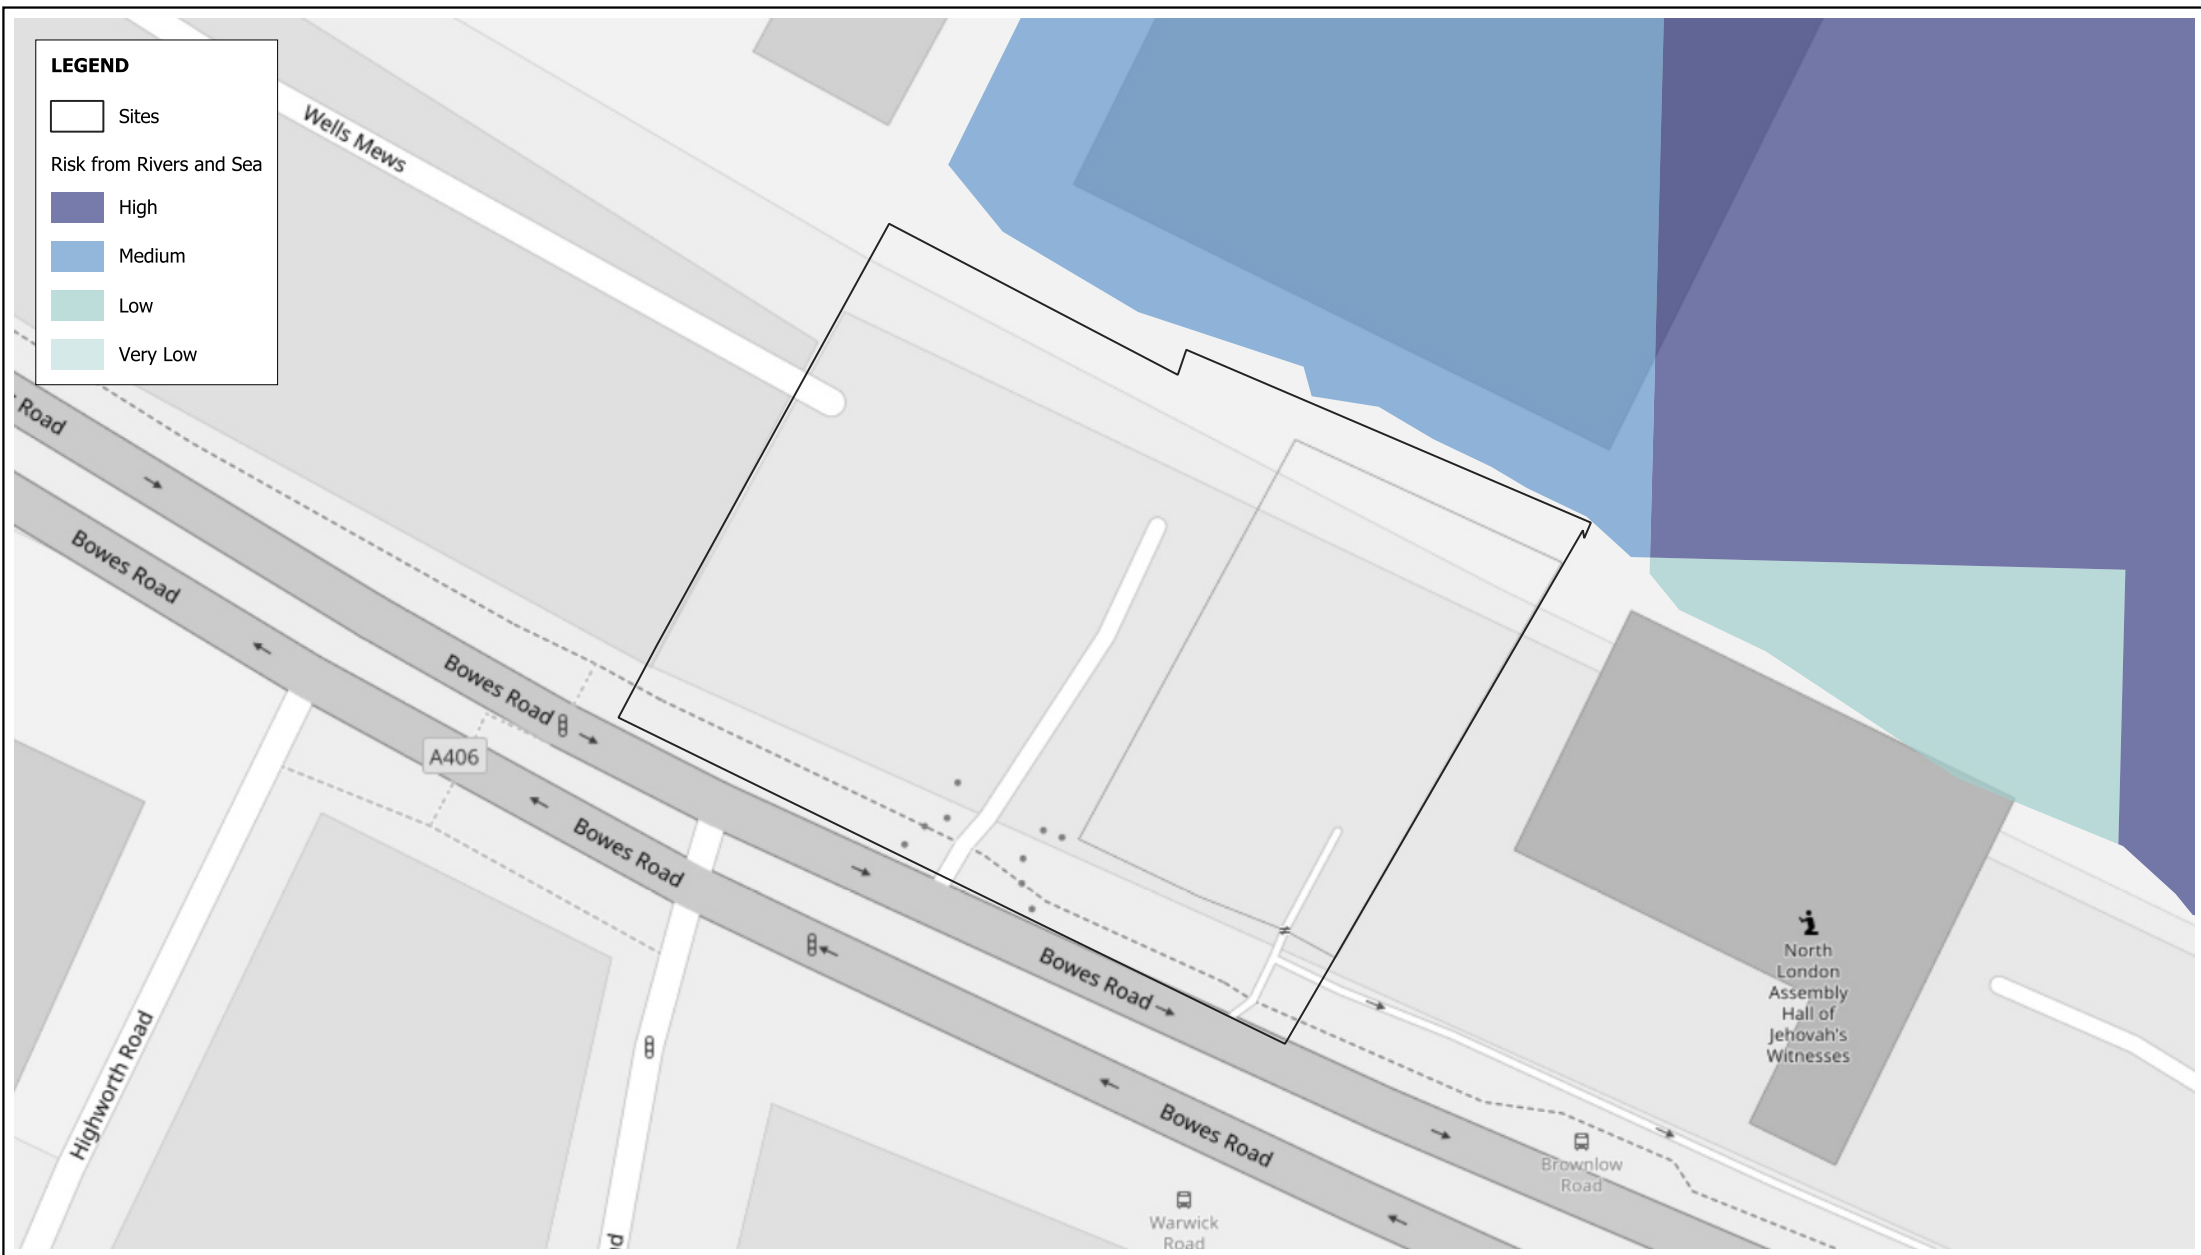 LEGEND
Sites
Risk from Rivers and Sea
High
Medium
Low
Very Low
Wells Mews
Road
Bowes Road
Bowes Road
A406
Bowes Road
Bowes Road
Bowes Road
Highworth Road
North
London
Assembly
Hall of
Jehovah's
Witnesses
Brownlow
Road
Warwick
Road